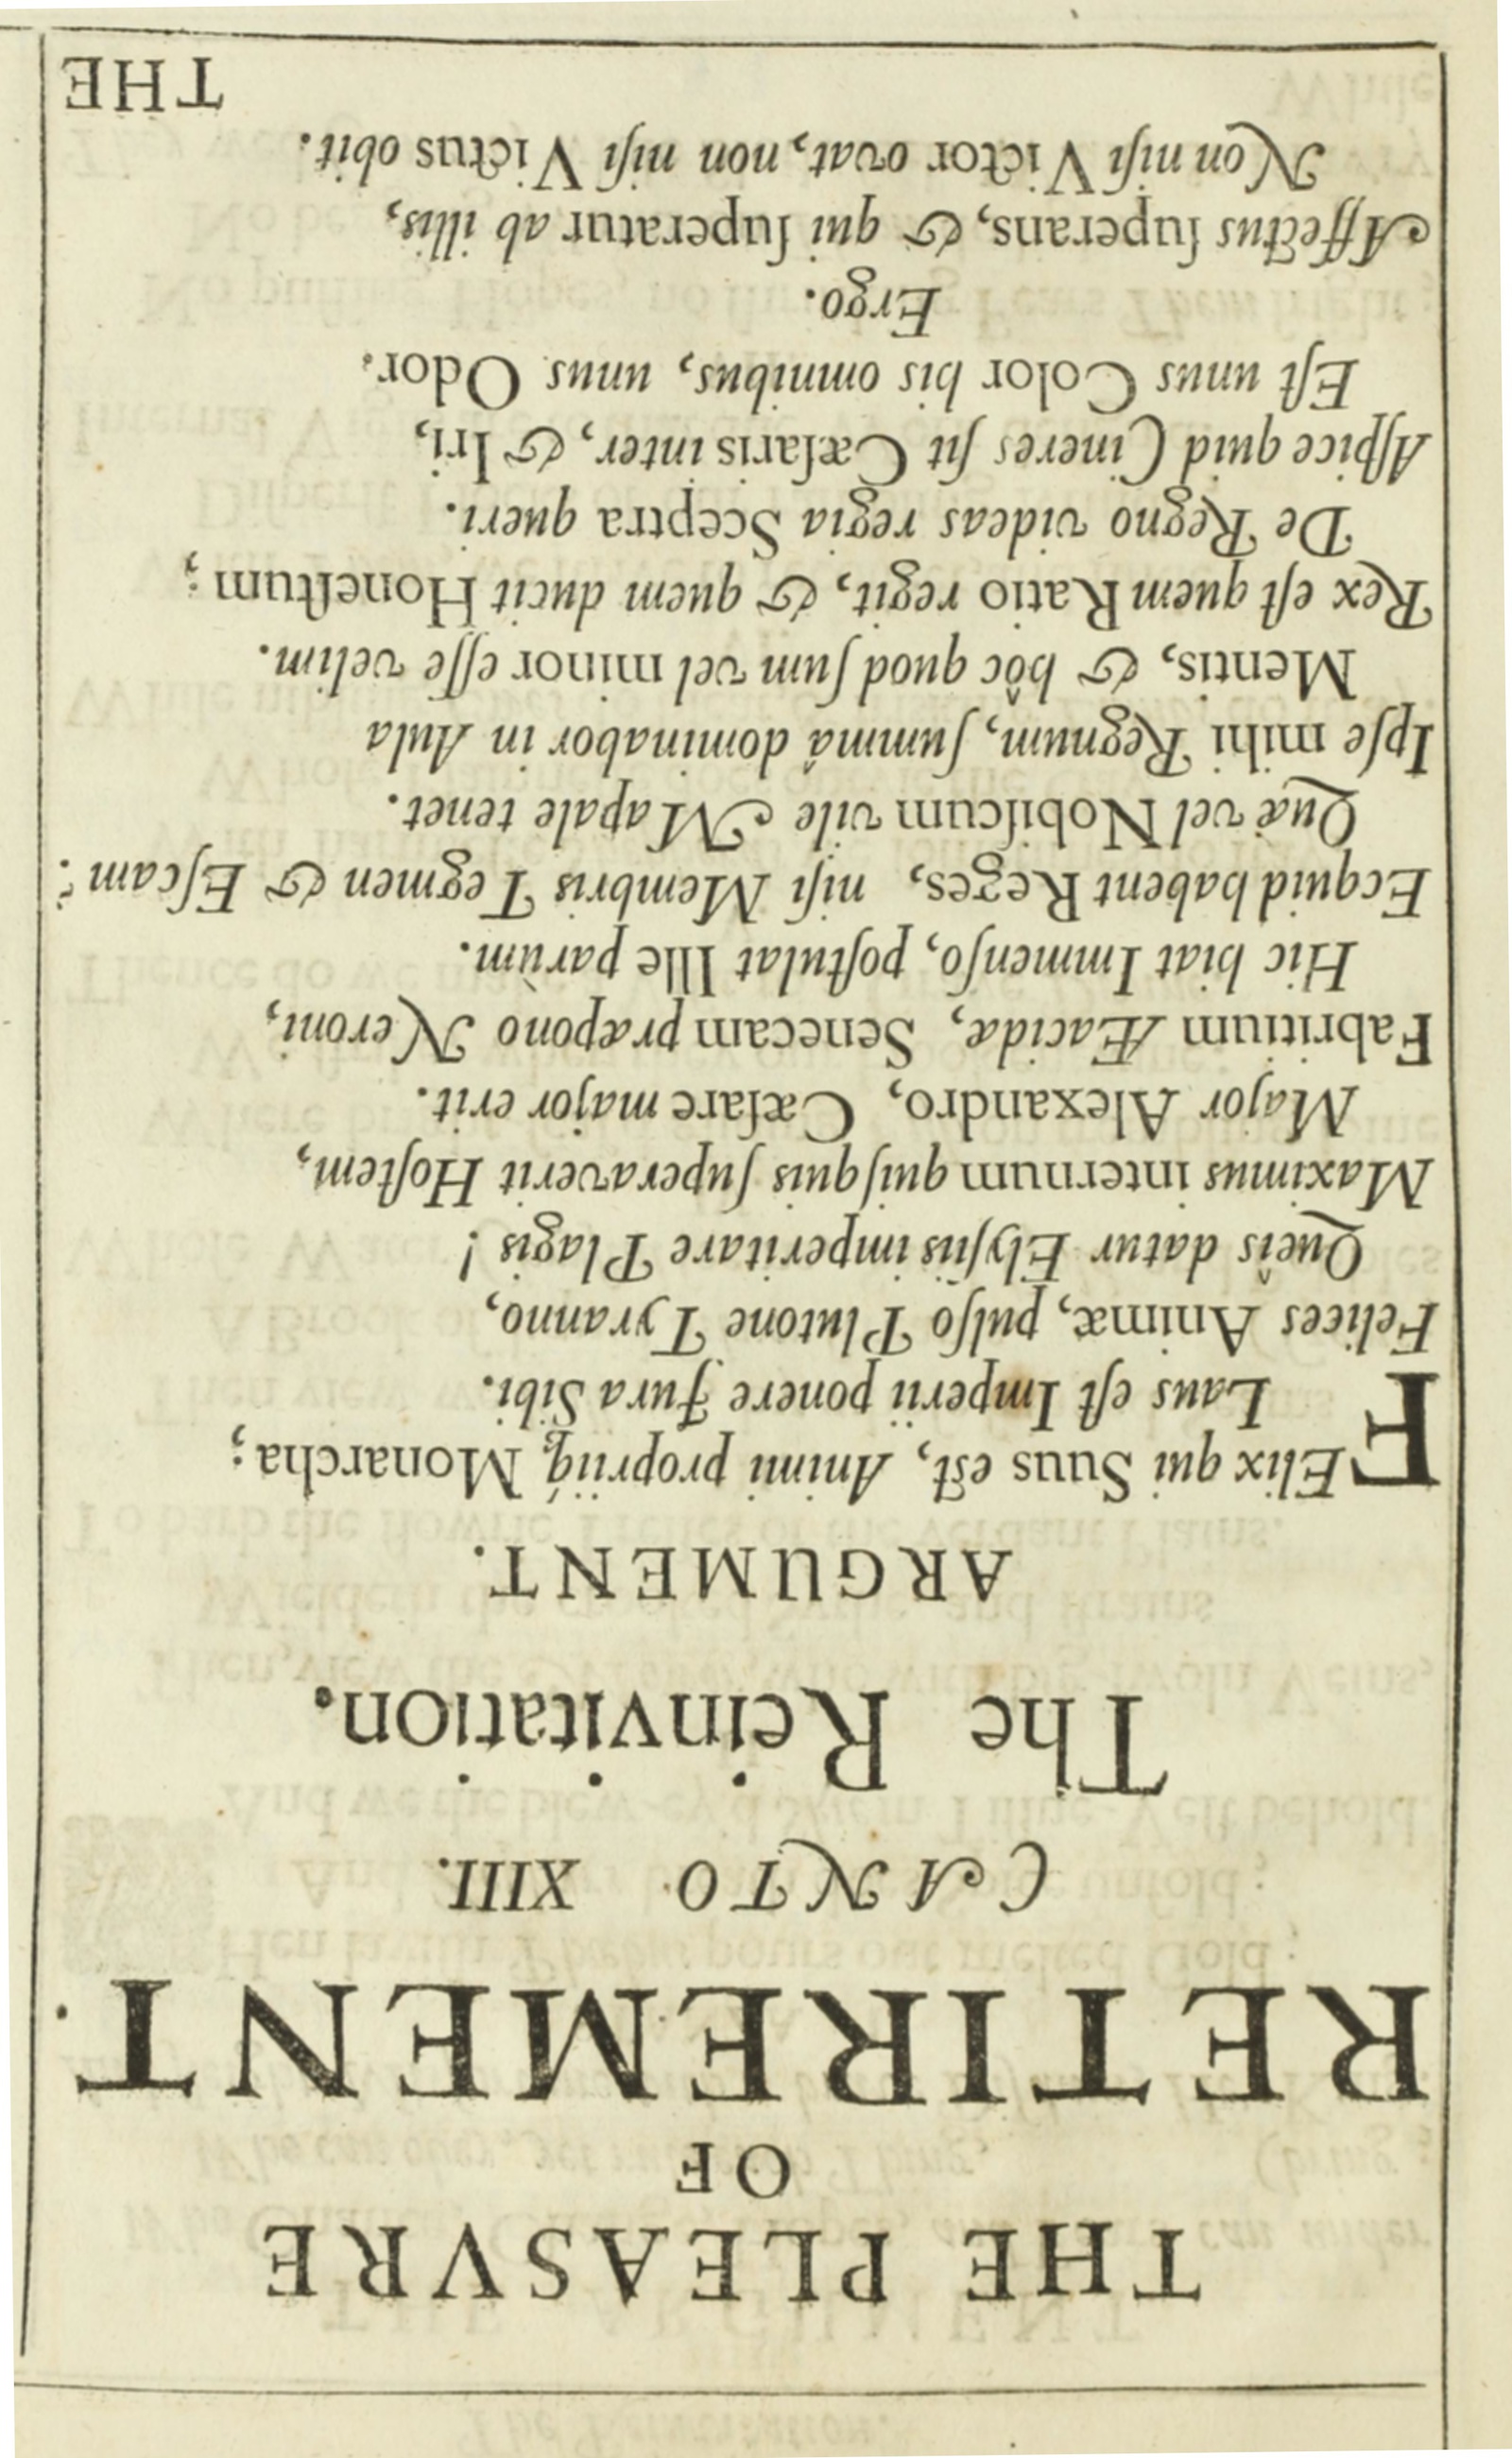 THE PLEASVRE
OF
RETIREMENT.
CANTO XIII.
The Reinvitation.
ARGUMENT.
FElix qui Suus eſt, Animi propriiq́; Monarcha;
Laus eſt Imperii ponere Jura Sibi.
Felices Animæ, pulſo Plutone Tyranno,
Queîs datur Elyſiis imperitare Plagis!
Maximus internum quiſquis ſuperaverit Hoſtem,
Major Alexandro, Cæſare major erit.
Fabritium Æacidæ, Senecam præpono Neroni,
Hic hiat Immenſo, poſtulat Ille parùm.
Ecquid habent Reges, niſi Membris Tegmen & Eſcam?
Quæ vel Nobiſcum vile Mapale tenet.
Ipſe mihi Regnum, ſummâ dominabor in Aula
Mentis, & hôc quod ſum vel minor eſſe velim.
Rex eſt quem Ratio regit, & quem ducit Honeſtum;
De Regno videas regia Sceptra queri.
Aſpice quid Cineres ſit Cæſaris inter, & Iri,
Eſt unus Color his omnibus, unus Odor.
Ergo.
Affectus ſuperans, & qui ſuperatur ab illis,
Non niſi Victor ovat, non niſi Victus obit.
THE